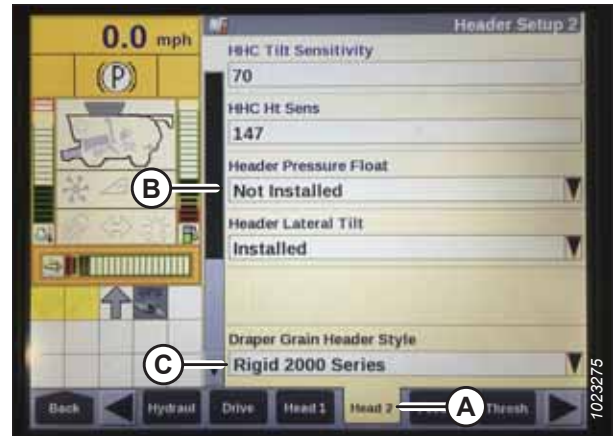 0.0 mph
Header Setup 2
(P)
HHC Tilt Sensitivity
70
HHC Ht Sens
147
Header Pressure Float
B
Not Installed
Header Lateral Tilt
Installed
Draper Grain Header Style
C
Rigid 2000 Series
Back
Hydraul
Drive
Head 1
Head 2
A
Thresh
1023275